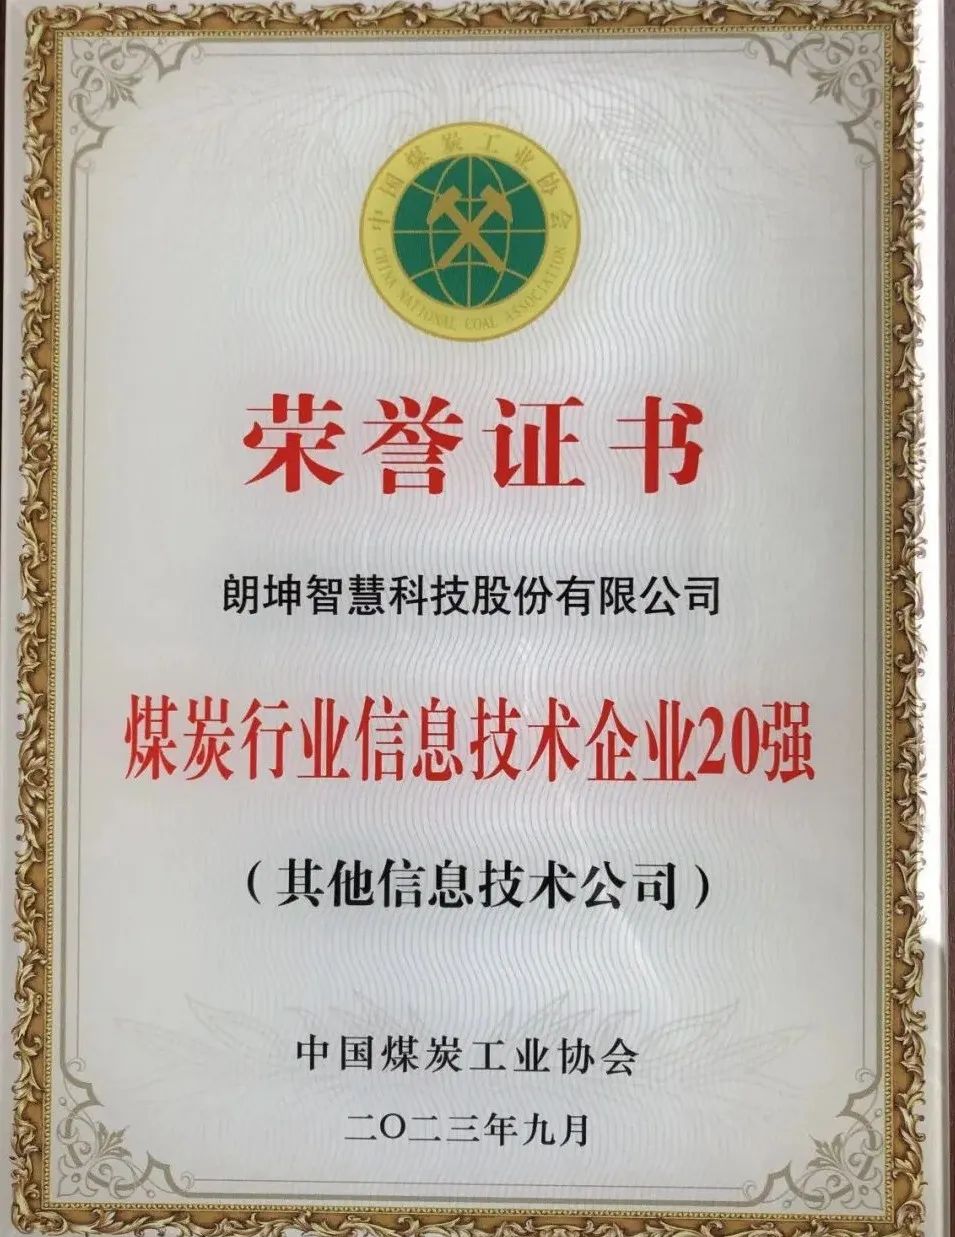 中国煤炭工业协会
CHINA NATIONAL COAL ASSOCIATION
荣誉证书
朗坤智慧科技股份有限公司
煤炭行业信息技术企业20强
（其他信息技术公司）
中国煤炭工业协会
二〇二三年九月